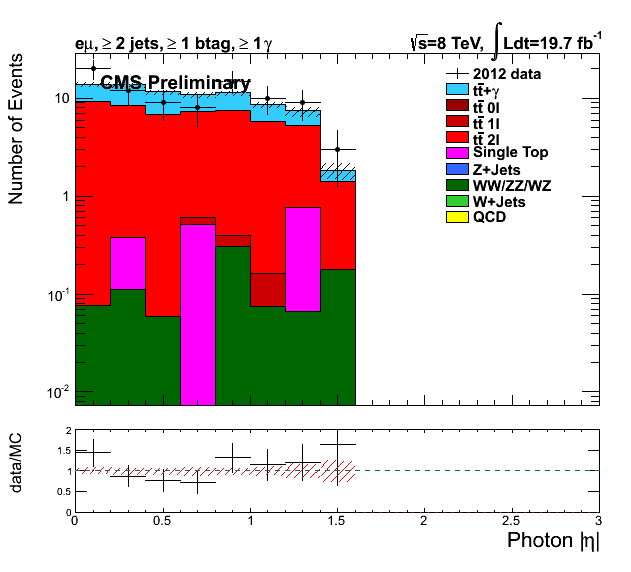 eμ, ≥ 2 jets, ≥ 1 btag, ≥ 1γ
√s=8 TeV, ∫Ldt=19.7 fb⁻¹
CMS Preliminary
2012 data
tt̄+γ
tt̄ 0l
tt̄ 1l
tt̄ 2l
Single Top
Z+Jets
WW/ZZ/WZ
W+Jets
QCD
Number of Events
10
1
10⁻¹
10⁻²
data/MC
2
1.5
1
0.5
0
0 0.5 1 1.5 2 2.5 3
Photon |η|